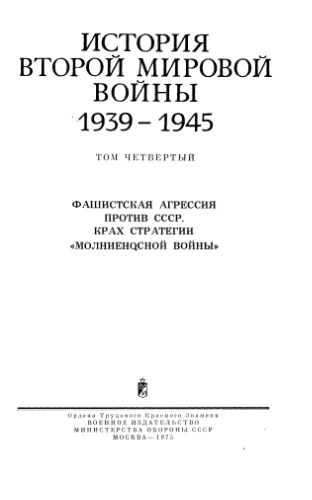 ИСТОРИЯ
ВТОРОЙ МИРОВОЙ
ВОЙНЫ
1939 – 1945
ТОМ ЧЕТВЕРТЫЙ
ФАШИСТСКАЯ АГРЕССИЯ
ПРОТИВ СССР.
КРАХ СТРАТЕГИИ
«МОЛНИЕНОСНОЙ ВОЙНЫ»
Ордена Трудового Красного Знамени
ВОЕННОЕ ИЗДАТЕЛЬСТВО
МИНИСТЕРСТВА ОБОРОНЫ СССР
МОСКВА — 1975